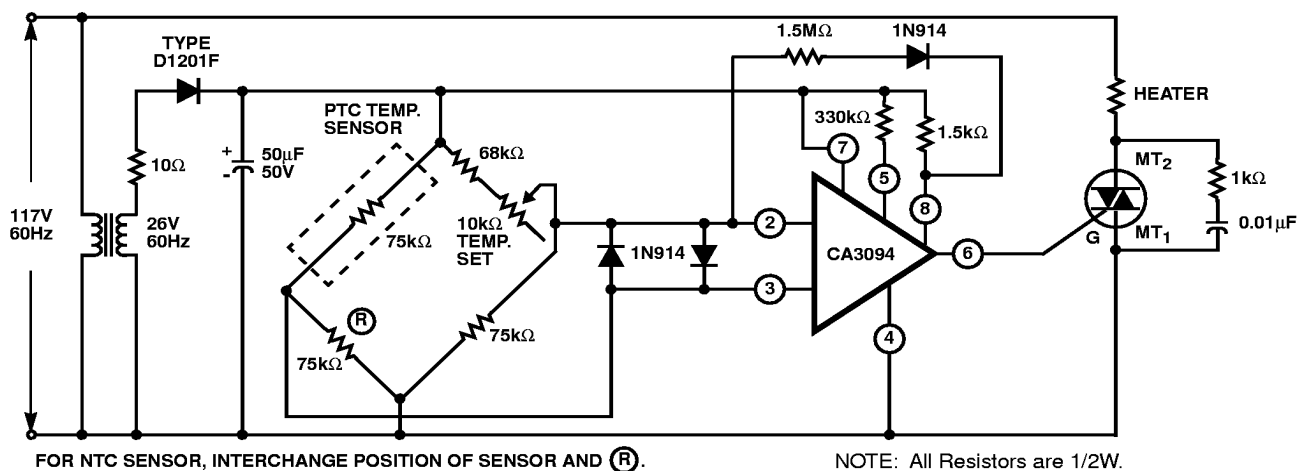 TYPE
D1201F
1.5MΩ
1N914
PTC TEMP.
SENSOR
330kΩ
1.5kΩ
HEATER
68kΩ
7
MT2
10Ω
+
-
50μF
50V
5
1kΩ
8
117V
60Hz
26V
60Hz
10kΩ
TEMP.
SET
75kΩ
2
0.01μF
G
MT1
1N914
CA3094
6
3
R
75kΩ
75kΩ
4
FOR NTC SENSOR, INTERCHANGE POSITION OF SENSOR AND R.
NOTE: All Resistors are 1/2W.